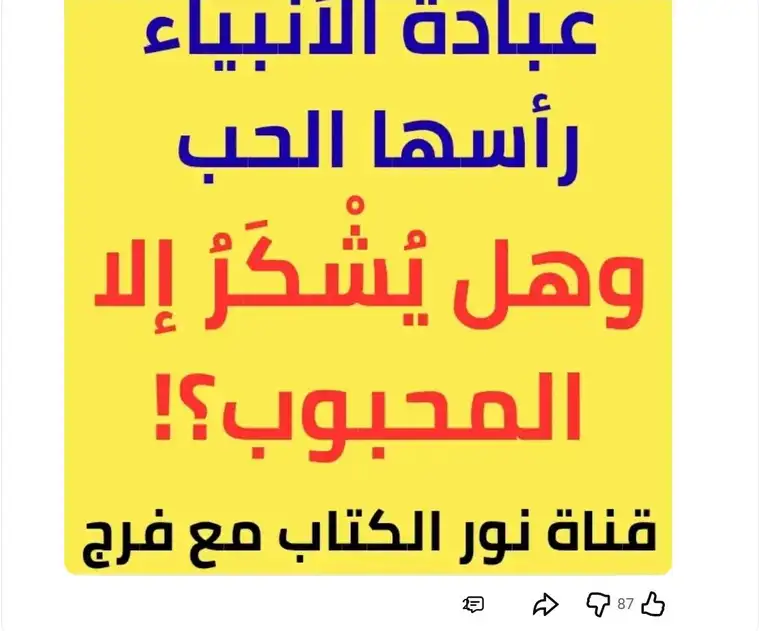 عبادة الأنبياء
رأسها الحب
وهل يُشْكَرُ إلا
المحبوب؟!
قناة نور الكتاب مع فرج
87